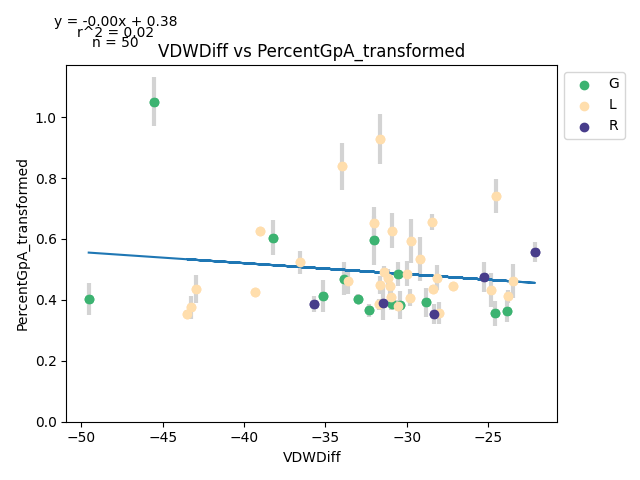 y = -0.00x + 0.38
r^2 = 0.02
n = 50
VDWDiff vs PercentGpA_transformed
G
L
R
PercentGpA_transformed
1.0
0.8
0.6
0.4
0.2
0.0
−50
−45
−40
−35
−30
−25
VDWDiff